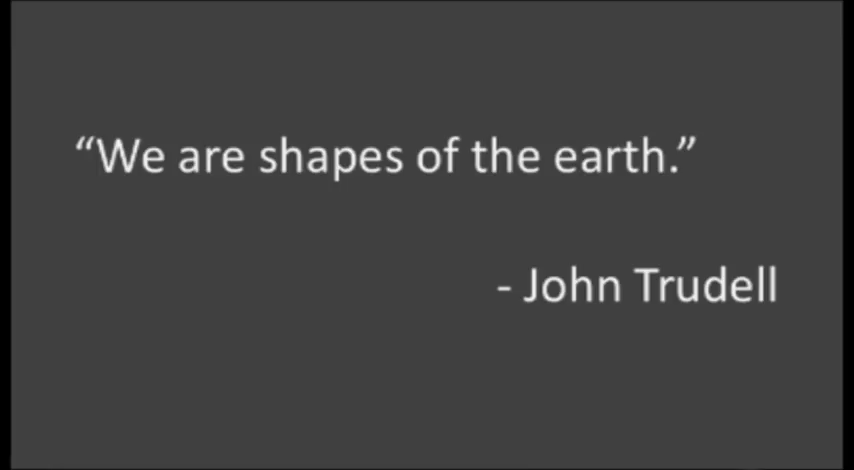 “We are shapes of the earth.”
- John Trudell